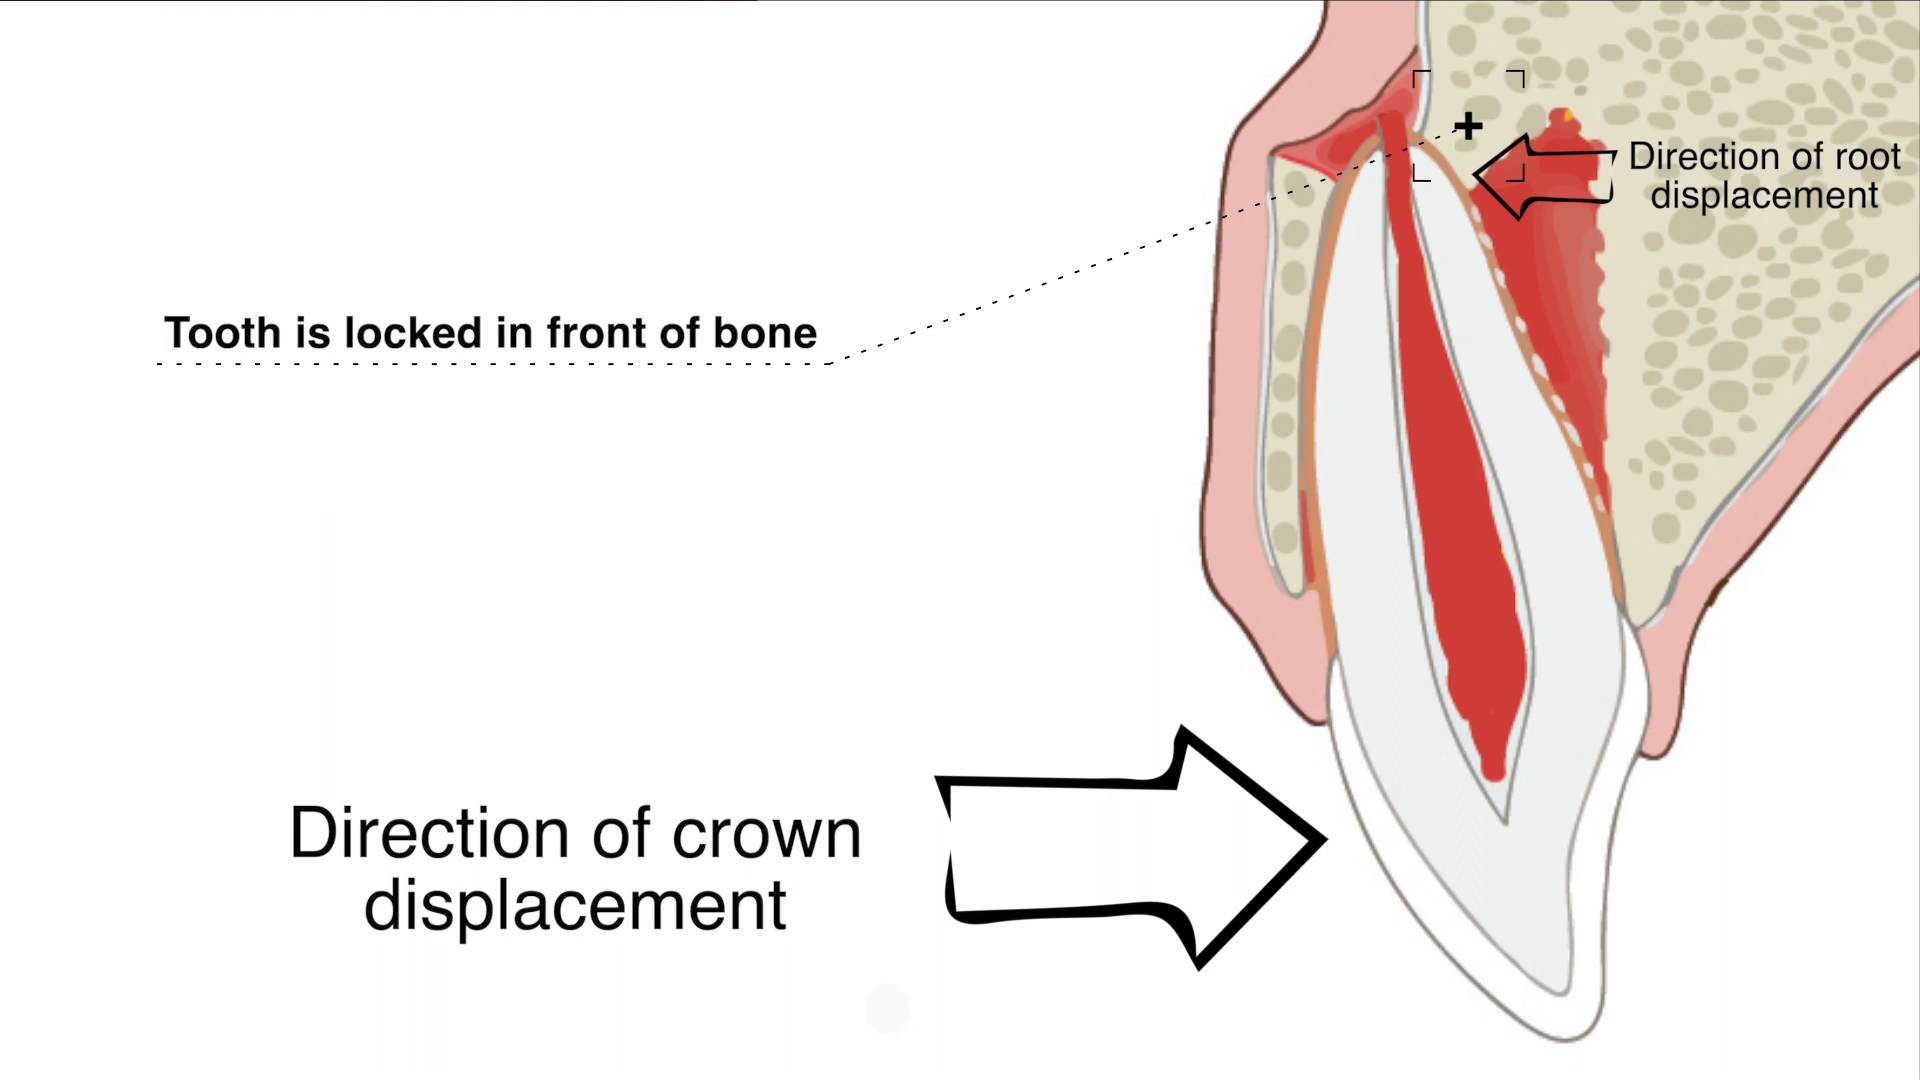 Direction of root
displacement
Tooth is locked in front of bone
Direction of crown
displacement